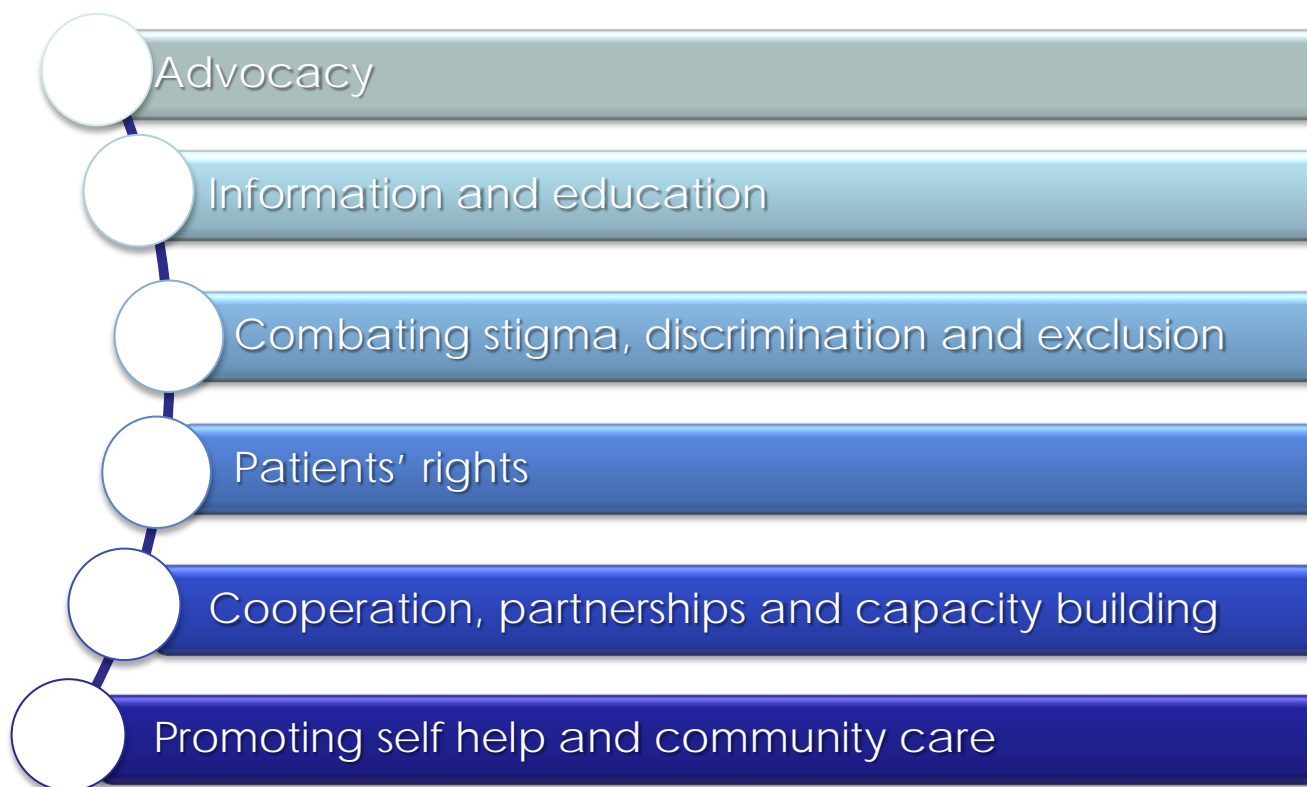 Advocacy
Information and education
Combating stigma, discrimination and exclusion
Patients’ rights
Cooperation, partnerships and capacity building
Promoting self help and community care